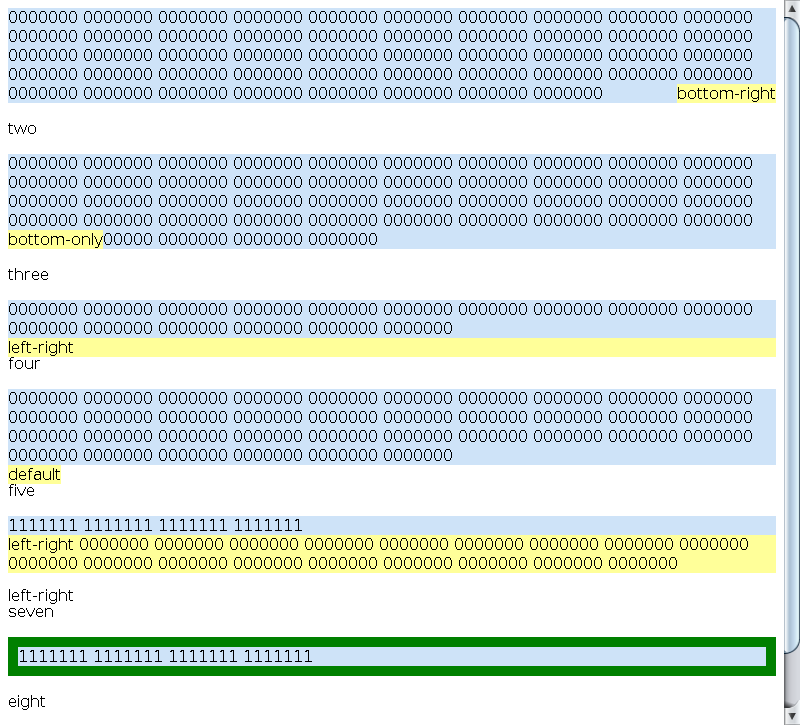 0000000 0000000 0000000 0000000 0000000 0000000 0000000 0000000 0000000 0000000
0000000 0000000 0000000 0000000 0000000 0000000 0000000 0000000 0000000 0000000
0000000 0000000 0000000 0000000 0000000 0000000 0000000 0000000 0000000 0000000
0000000 0000000 0000000 0000000 0000000 0000000 0000000 0000000 0000000 0000000
0000000 0000000 0000000 0000000 0000000 0000000 0000000 0000000 bottom-right
two
0000000 0000000 0000000 0000000 0000000 0000000 0000000 0000000 0000000 0000000
0000000 0000000 0000000 0000000 0000000 0000000 0000000 0000000 0000000 0000000
0000000 0000000 0000000 0000000 0000000 0000000 0000000 0000000 0000000 0000000
0000000 0000000 0000000 0000000 0000000 0000000 0000000 0000000 0000000 0000000
bottom-only00000 0000000 0000000 0000000
three
0000000 0000000 0000000 0000000 0000000 0000000 0000000 0000000 0000000 0000000
0000000 0000000 0000000 0000000 0000000 0000000
left-right
four
0000000 0000000 0000000 0000000 0000000 0000000 0000000 0000000 0000000 0000000
0000000 0000000 0000000 0000000 0000000 0000000 0000000 0000000 0000000 0000000
0000000 0000000 0000000 0000000 0000000 0000000 0000000 0000000 0000000 0000000
0000000 0000000 0000000 0000000 0000000 0000000
default
five
1111111 1111111 1111111 1111111
left-right 0000000 0000000 0000000 0000000 0000000 0000000 0000000 0000000 0000000
0000000 0000000 0000000 0000000 0000000 0000000 0000000 0000000 0000000
left-right
seven
1111111 1111111 1111111 1111111
eight